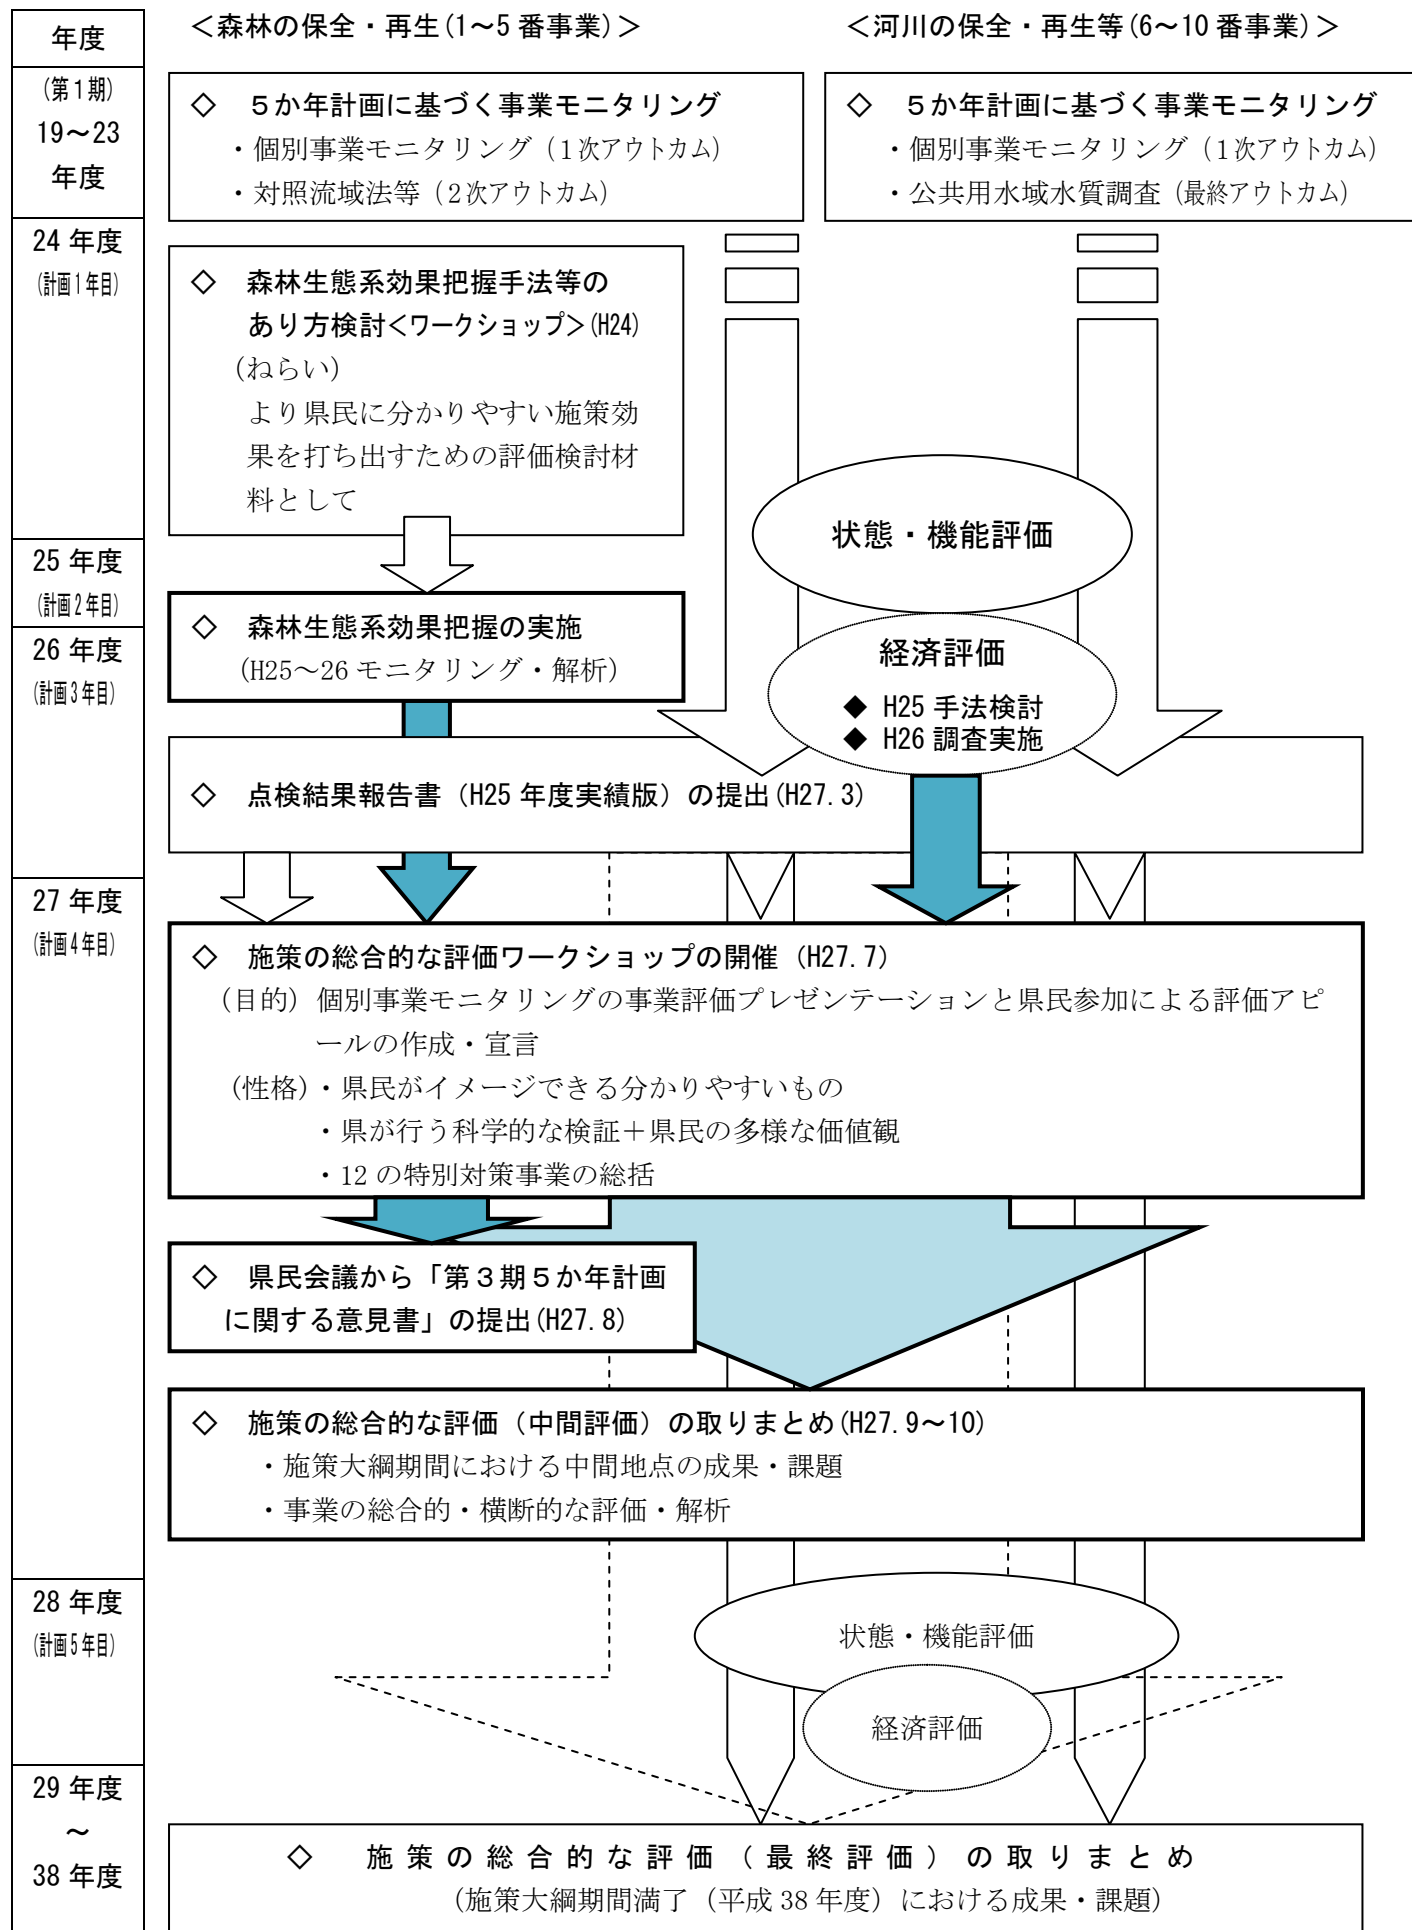 年度
＜森林の保全・再生(1～5 番事業)＞
＜河川の保全・再生等(6～10 番事業)＞
(第１期)
19～23
年度
◇ ５か年計画に基づく事業モニタリング
・個別事業モニタリング（1次アウトカム）
・対照流域法等（2次アウトカム）
◇ ５か年計画に基づく事業モニタリング
・個別事業モニタリング（1次アウトカム）
・公共用水域水質調査（最終アウトカム）
24 年度
(計画1年目)
◇ 森林生態系効果把握手法等の
あり方検討＜ワークショップ＞(H24)
（ねらい）
より県民に分かりやすい施策効
果を打ち出すための評価検討材
料として
状態・機能評価
25 年度
(計画2年目)
◇ 森林生態系効果把握の実施
(H25～26 モニタリング・解析)
26 年度
(計画3年目)
経済評価
◆ H25 手法検討
◆ H26 調査実施
◇ 点検結果報告書（H25 年度実績版）の提出(H27.3)
27 年度
(計画4年目)
◇ 施策の総合的な評価ワークショップの開催（H27.7）
（目的）個別事業モニタリングの事業評価プレゼンテーションと県民参加による評価アピ
ールの作成・宣言
（性格）・県民がイメージできる分かりやすいもの
・県が行う科学的な検証＋県民の多様な価値観
・12 の特別対策事業の総括
◇ 県民会議から「第３期５か年計画
に関する意見書」の提出(H27.8)
◇ 施策の総合的な評価（中間評価）の取りまとめ(H27.9～10)
・施策大綱期間における中間地点の成果・課題
・事業の総合的・横断的な評価・解析
28 年度
(計画5年目)
状態・機能評価
経済評価
29 年度
～
38 年度
◇ 施策の総合的な評価（最終評価）の取りまとめ
(施策大綱期間満了（平成 38 年度）における成果・課題)